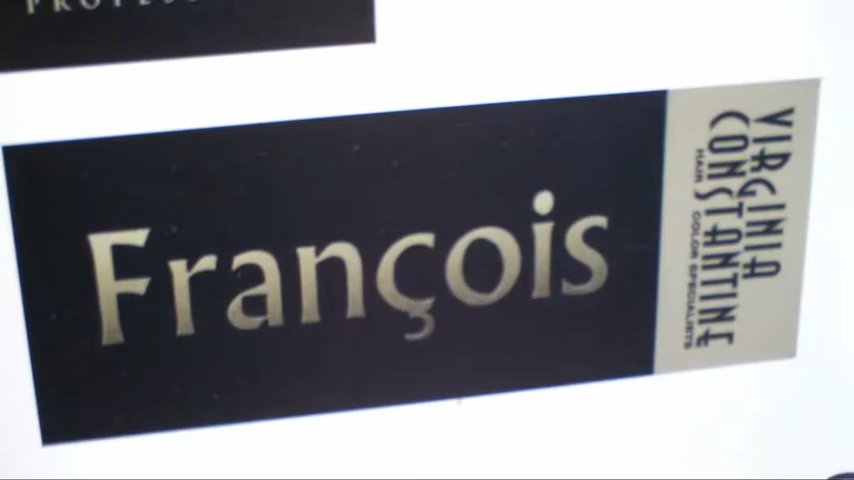 François
VIRGINIA
CONSTANTINE
HAIR COLOR SPECIALISTS